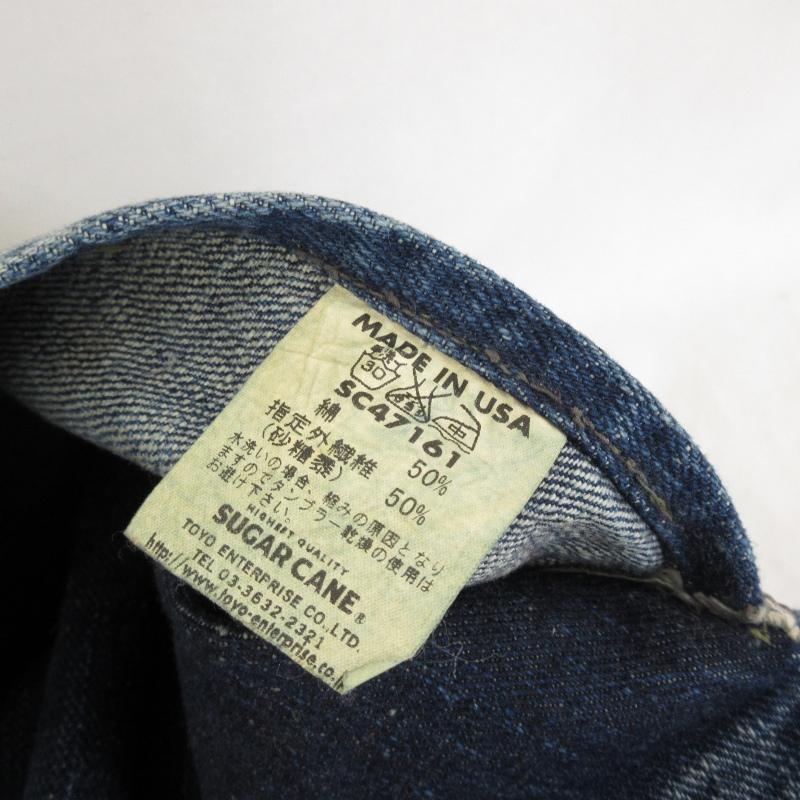 MADE IN USA
30 中
SC47161
綿 50%
指定外繊維 50%
(砂糖黍)
水洗いの場合、縮みの原因となり
ますのでタンブラー乾燥の使用は
お避け下さい。
HIGHEST QUALITY
SUGAR CANE®
TOYO ENTERPRISE CO.,LTD.
TEL 03-3632-2321
http://www.toyo-enterprise.co.jp